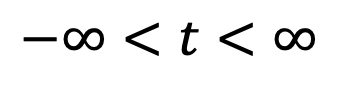 −∞ < t < ∞